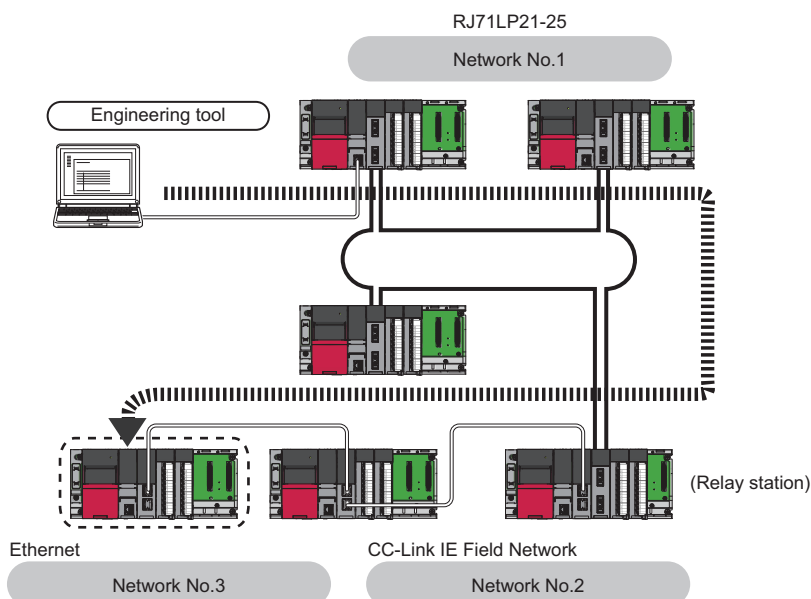 RJ71LP21-25
Network No.1
Engineering tool
(Relay station)
Ethernet
CC-Link IE Field Network
Network No.3
Network No.2